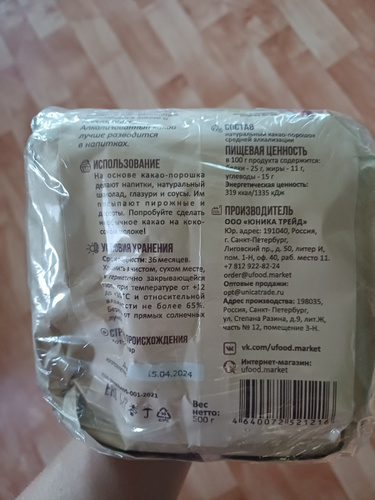 Алкализованный какао
лучше разводится
в напитках.
ИСПОЛЬЗОВАНИЕ
На основе какао-порошка
делают напитки, натуральный
шоколад, глазури и соусы. Им
посыпают пирожные и
Попробуйте сделать
какао на коко-
молоке!
УСЛОВИЯ ХРАНЕНИЯ
36 месяцев.
в чистом, сухом месте,
закрывающейся
при температуре от +12
и относительной
не более 65%.
прямых солнечных
ПРОИСХОЖДЕНИЯ
15.04.2024
СОСТАВ
натуральный какао-порошок
средней алкализации
ПИЩЕВАЯ ЦЕННОСТЬ
в 100 г продукта содержится:
белки - 25 г, жиры - 11 г,
углеводы - 15 г
Энергетическая ценность:
319 ккал/1335 кДж
ПРОИЗВОДИТЕЛЬ
ООО «ЮНИКА ТРЕЙД»
Юр. адрес: 191040, Россия,
г. Санкт-Петербург,
Лиговский пр., д. 50, литер И,
пом. 1-Н, оф. 40, раб. место
+7 812 922-82-24
order@ufood.market
Оптовые продажи:
opt@unicatrade.ru
Адрес производства: 198035,
Россия, Санкт- Петербург,
ул. Степана Разина, д.9, лит.Ж,
часть № 12, помещение 3-Н.
vk.com/ufood.market
Интернет-магазин:
ufood.market
Вес
нетто:
500 г
4 640072 521216